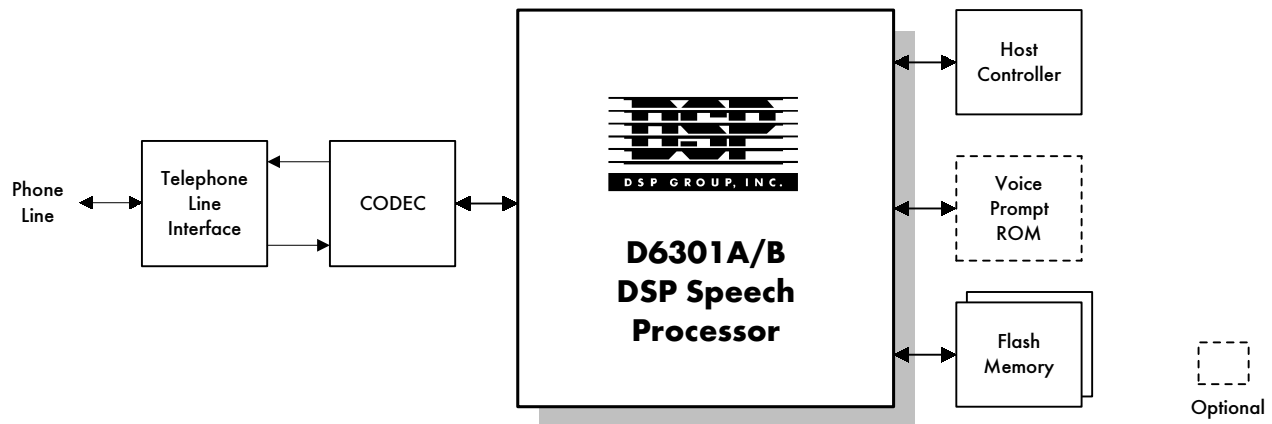 Phone
Line
Telephone
Line
Interface
CODEC
DSP
DSP GROUP, INC.
D6301A/B
DSP Speech
Processor
Host
Controller
Voice
Prompt
ROM
Flash
Memory
Optional